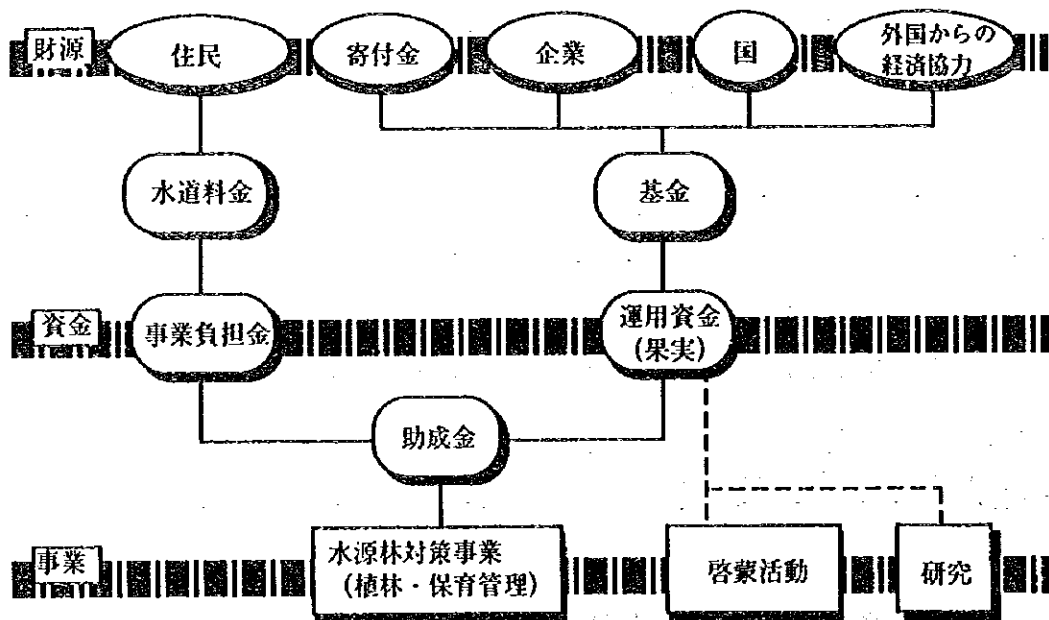 財源
住民
寄付金
企業
国
外国からの
経済協力
水道料金
基金
資金
事業負担金
運用資金
(果実)
助成金
事業
水源林対策事業
(植林・保育管理)
啓蒙活動
研究